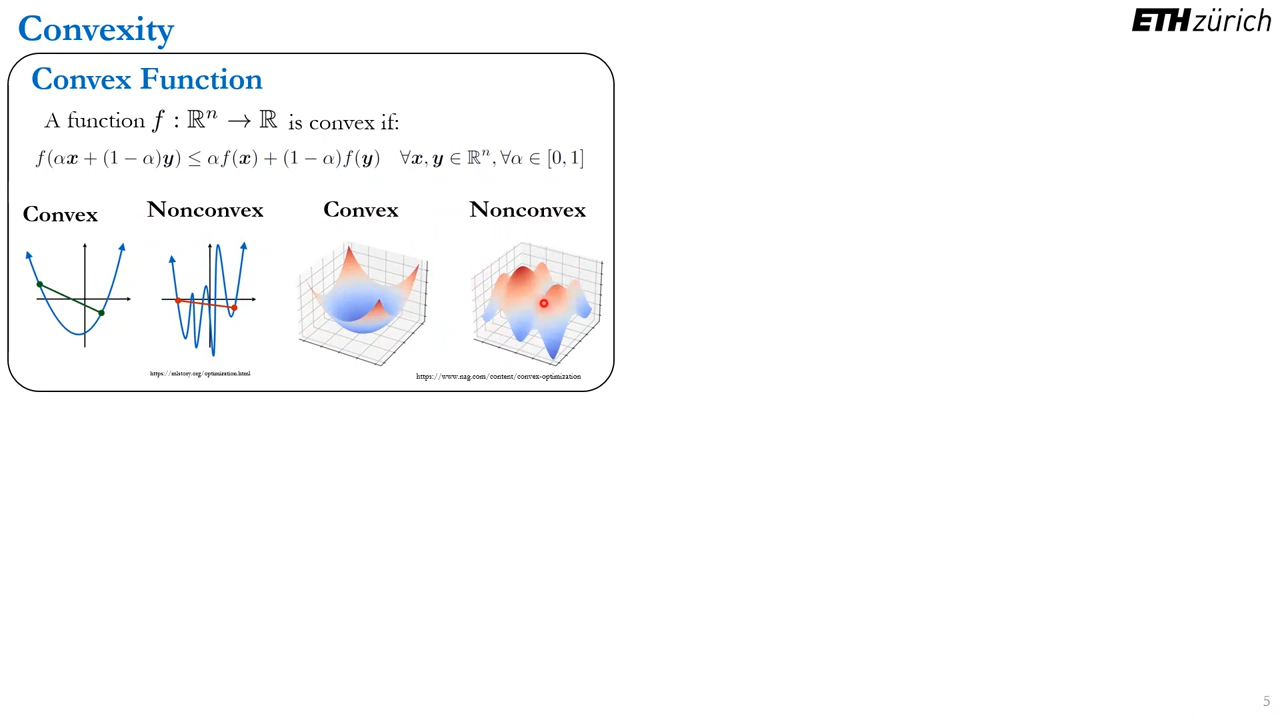 Convexity
ETH zürich
Convex Function
A function f : ℝⁿ → ℝ is convex if:
f(αx + (1 − α)y) ≤ αf(x) + (1 − α)f(y) ∀x, y ∈ ℝⁿ, ∀α ∈ [0, 1]
Convex Nonconvex Convex Nonconvex
https://mlstory.org/optimization.html
https://www.nag.com/content/convex-optimization
5